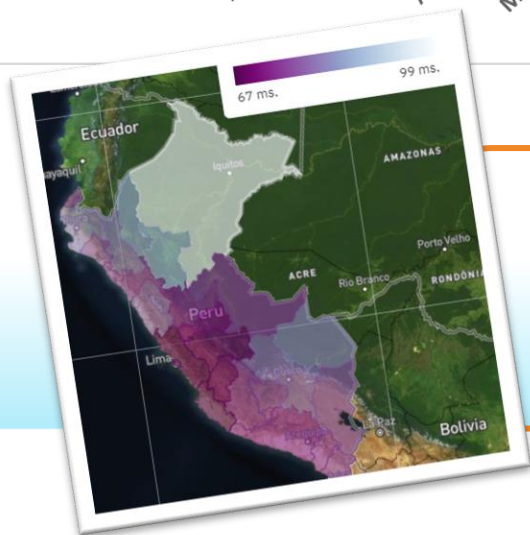 67 ms.
99 ms.
Ecuador
Iquitos
AMAZONAS
Porto Velho
ACRE
Rio Branco
RONDÔNIA
Peru
Lima
La Paz
Bolivia